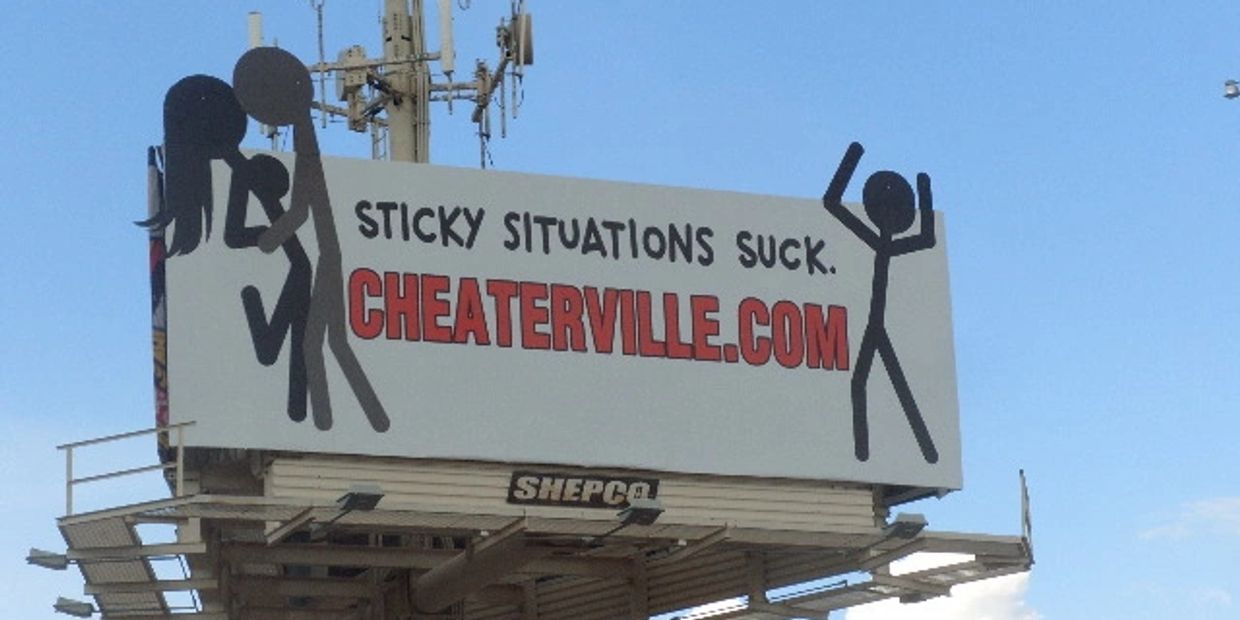 STICKY SITUATIONS SUCK.
CHEATERVILLE.COM
SHEPCO